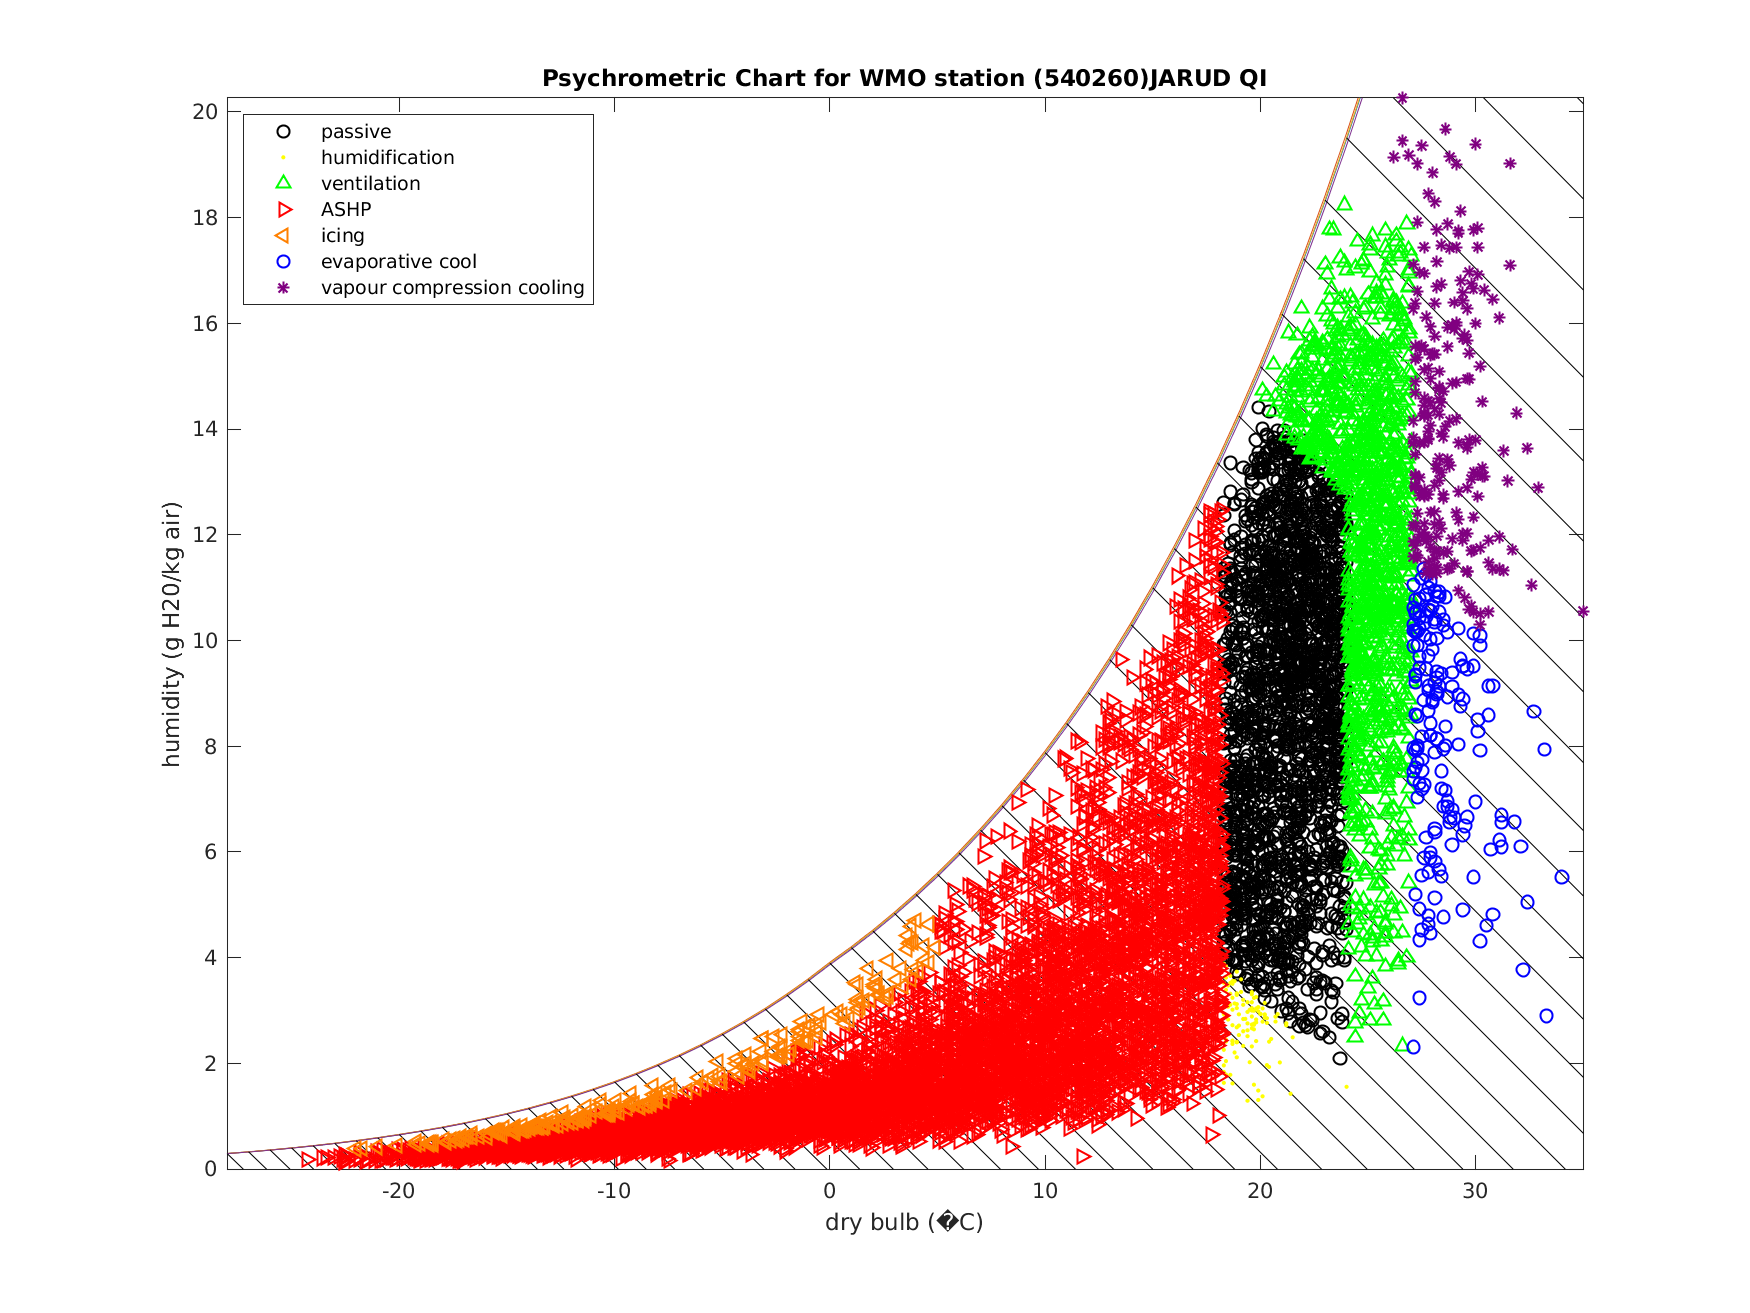 Psychrometric Chart for WMO station (540260)JARUD QI
passive
humidification
ventilation
ASHP
icing
evaporative cool
vapour compression cooling
humidity (g H20/kg air)
20
18
16
14
12
10
8
6
4
2
0
-20 -10 0 10 20 30
dry bulb (�C)